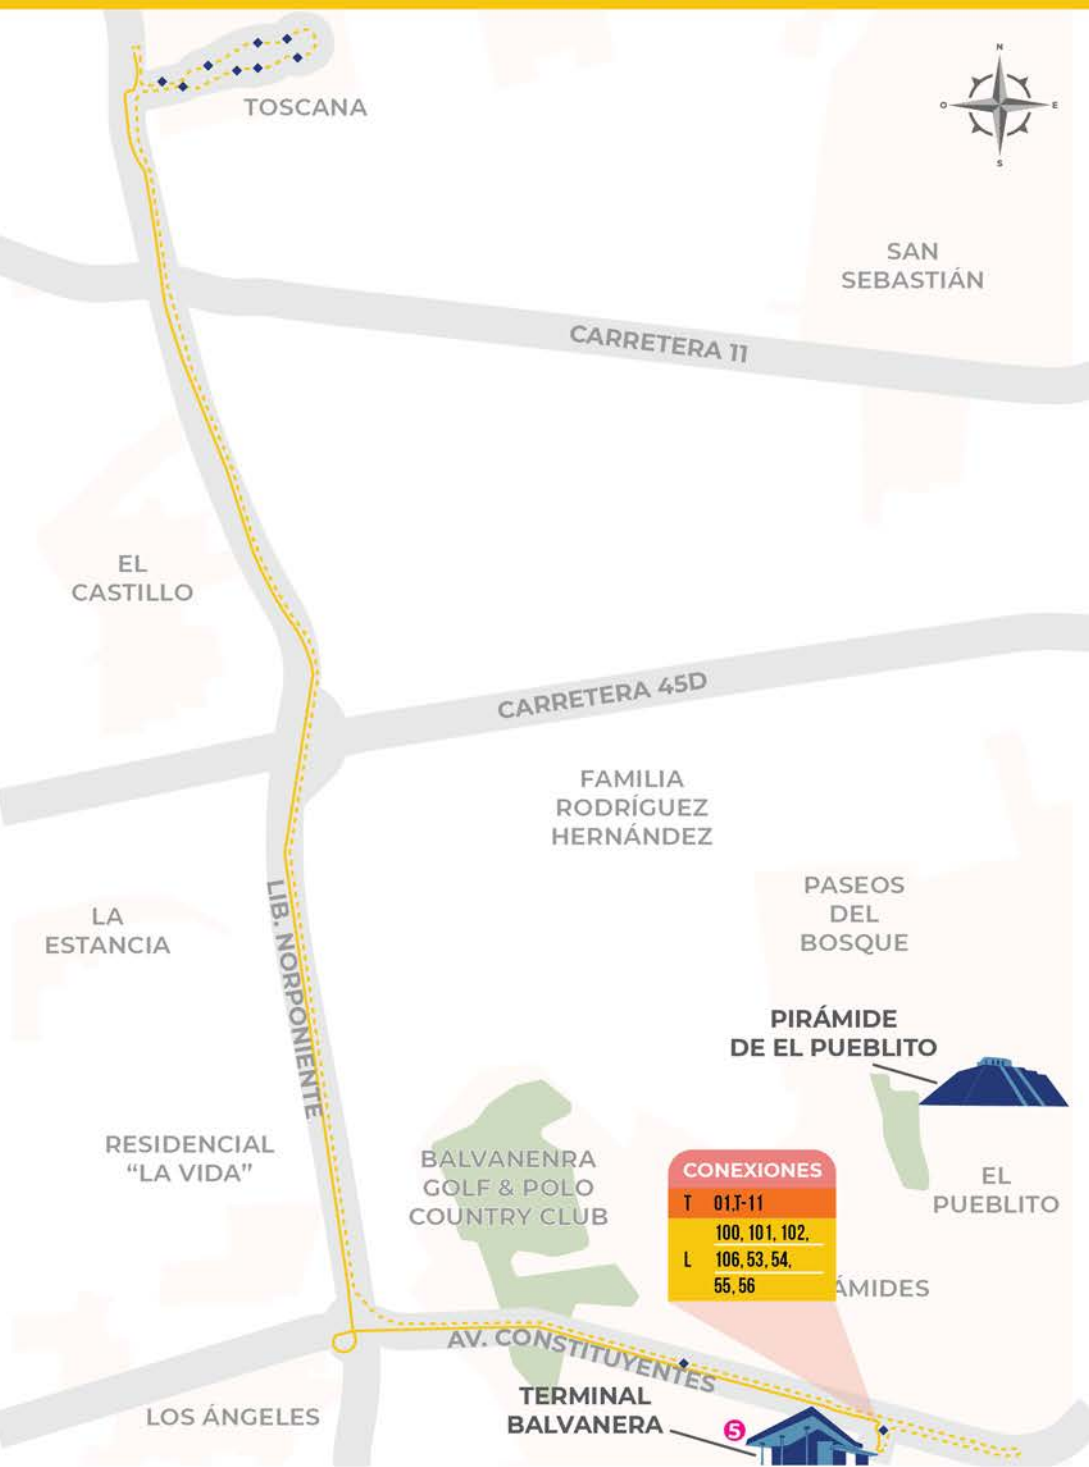 TOSCANA
N
O
E
S
SAN
SEBASTIÁN
CARRETERA 11
EL
CASTILLO
CARRETERA 45D
FAMILIA
RODRÍGUEZ
HERNÁNDEZ
LA
ESTANCIA
LIB. NORPONIENTE
PASEOS
DEL
BOSQUE
PIRÁMIDE
DE EL PUEBLITO
RESIDENCIAL
“LA VIDA”
BALVANENRA
GOLF & POLO
COUNTRY CLUB
CONEXIONES
T 01,T-11
100, 101, 102,
L 106, 53, 54,
55, 56
EL
PUEBLITO
ÁMIDES
AV. CONSTITUYENTES
LOS ÁNGELES
TERMINAL
BALVANERA
5